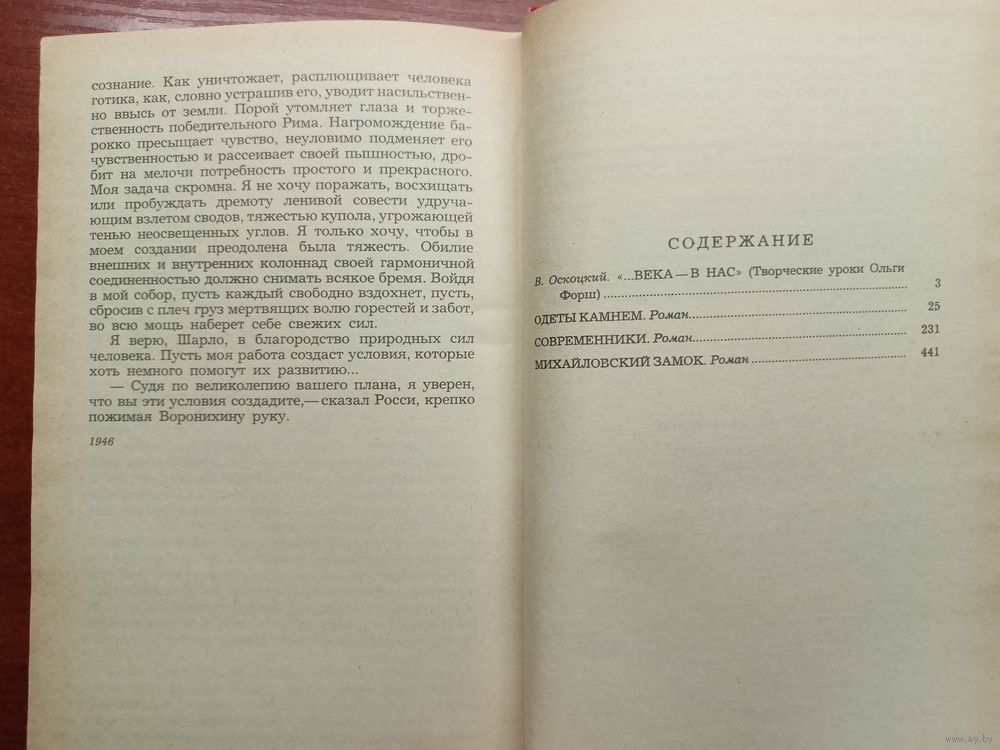 сознание. Как уничтожает, расплющивает человека
готика, как, словно устрашив его, уводит насильствен-
но ввысь от земли. Порой утомляет глаза и торже-
ственность победительного Рима. Нагромождение ба-
рокко пресыщает чувство, неуловимо подменяет его
чувственностью и рассеивает своей пышностью, дро-
бит на мелочи потребность простого и прекрасного.
Моя задача скромна. Я не хочу поражать, восхищать
или пробуждать дремоту ленивой совести удруча-
ющим взлетом сводов, тяжестью купола, угрожающей
тенью неосвещенных углов. Я только хочу, чтобы в
моем создании преодолена была тяжесть. Обилие
внешних и внутренних колоннад своей гармоничной
соединенностью должно снимать всякое бремя. Войдя
в мой собор, пусть каждый свободно вздохнет, пусть,
сбросив с плеч груз мертвящих волю горестей и забот,
во всю мощь наберет себе свежих сил.
Я верю, Шарло, в благородство природных сил
человека. Пусть моя работа создаст условия, которые
хоть немного помогут их развитию...
— Судя по великолепию вашего плана, я уверен,
что вы эти условия создадите,— сказал Росси, крепко
пожимая Воронихину руку.
1946
СОДЕРЖАНИЕ
В. Оскоцкий. «...ВЕКА — В НАС» (Творческие уроки Ольги
Форш) ........ 3
ОДЕТЫ КАМНЕМ. Роман ........ 25
СОВРЕМЕННИКИ. Роман ........ 231
МИХАЙЛОВСКИЙ ЗАМОК. Роман ........ 441
www.ay.by